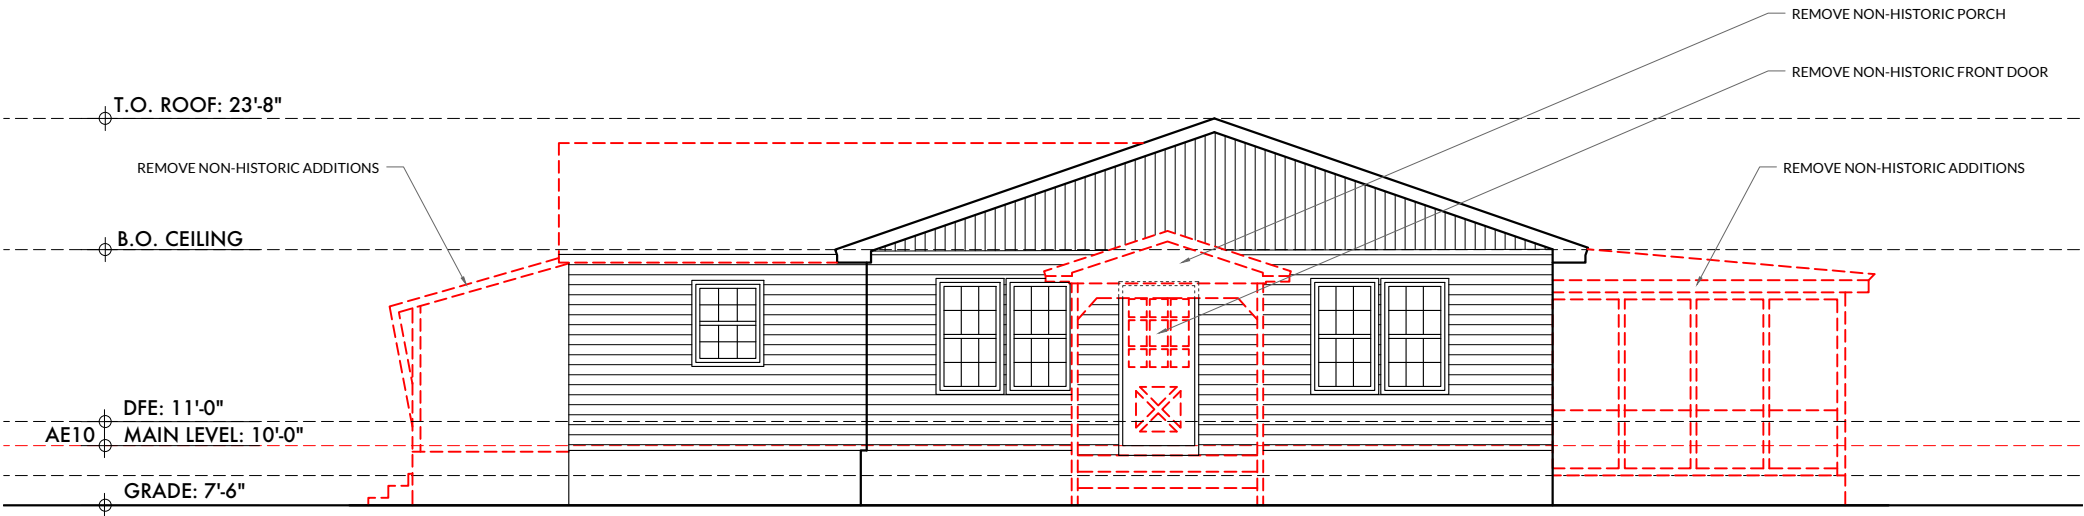 REMOVE NON-HISTORIC PORCH
REMOVE NON-HISTORIC FRONT DOOR
T.O. ROOF: 23'-8"
REMOVE NON-HISTORIC ADDITIONS
REMOVE NON-HISTORIC ADDITIONS
B.O. CEILING
DFE: 11'-0"
AE10 MAIN LEVEL: 10'-0"
GRADE: 7'-6"